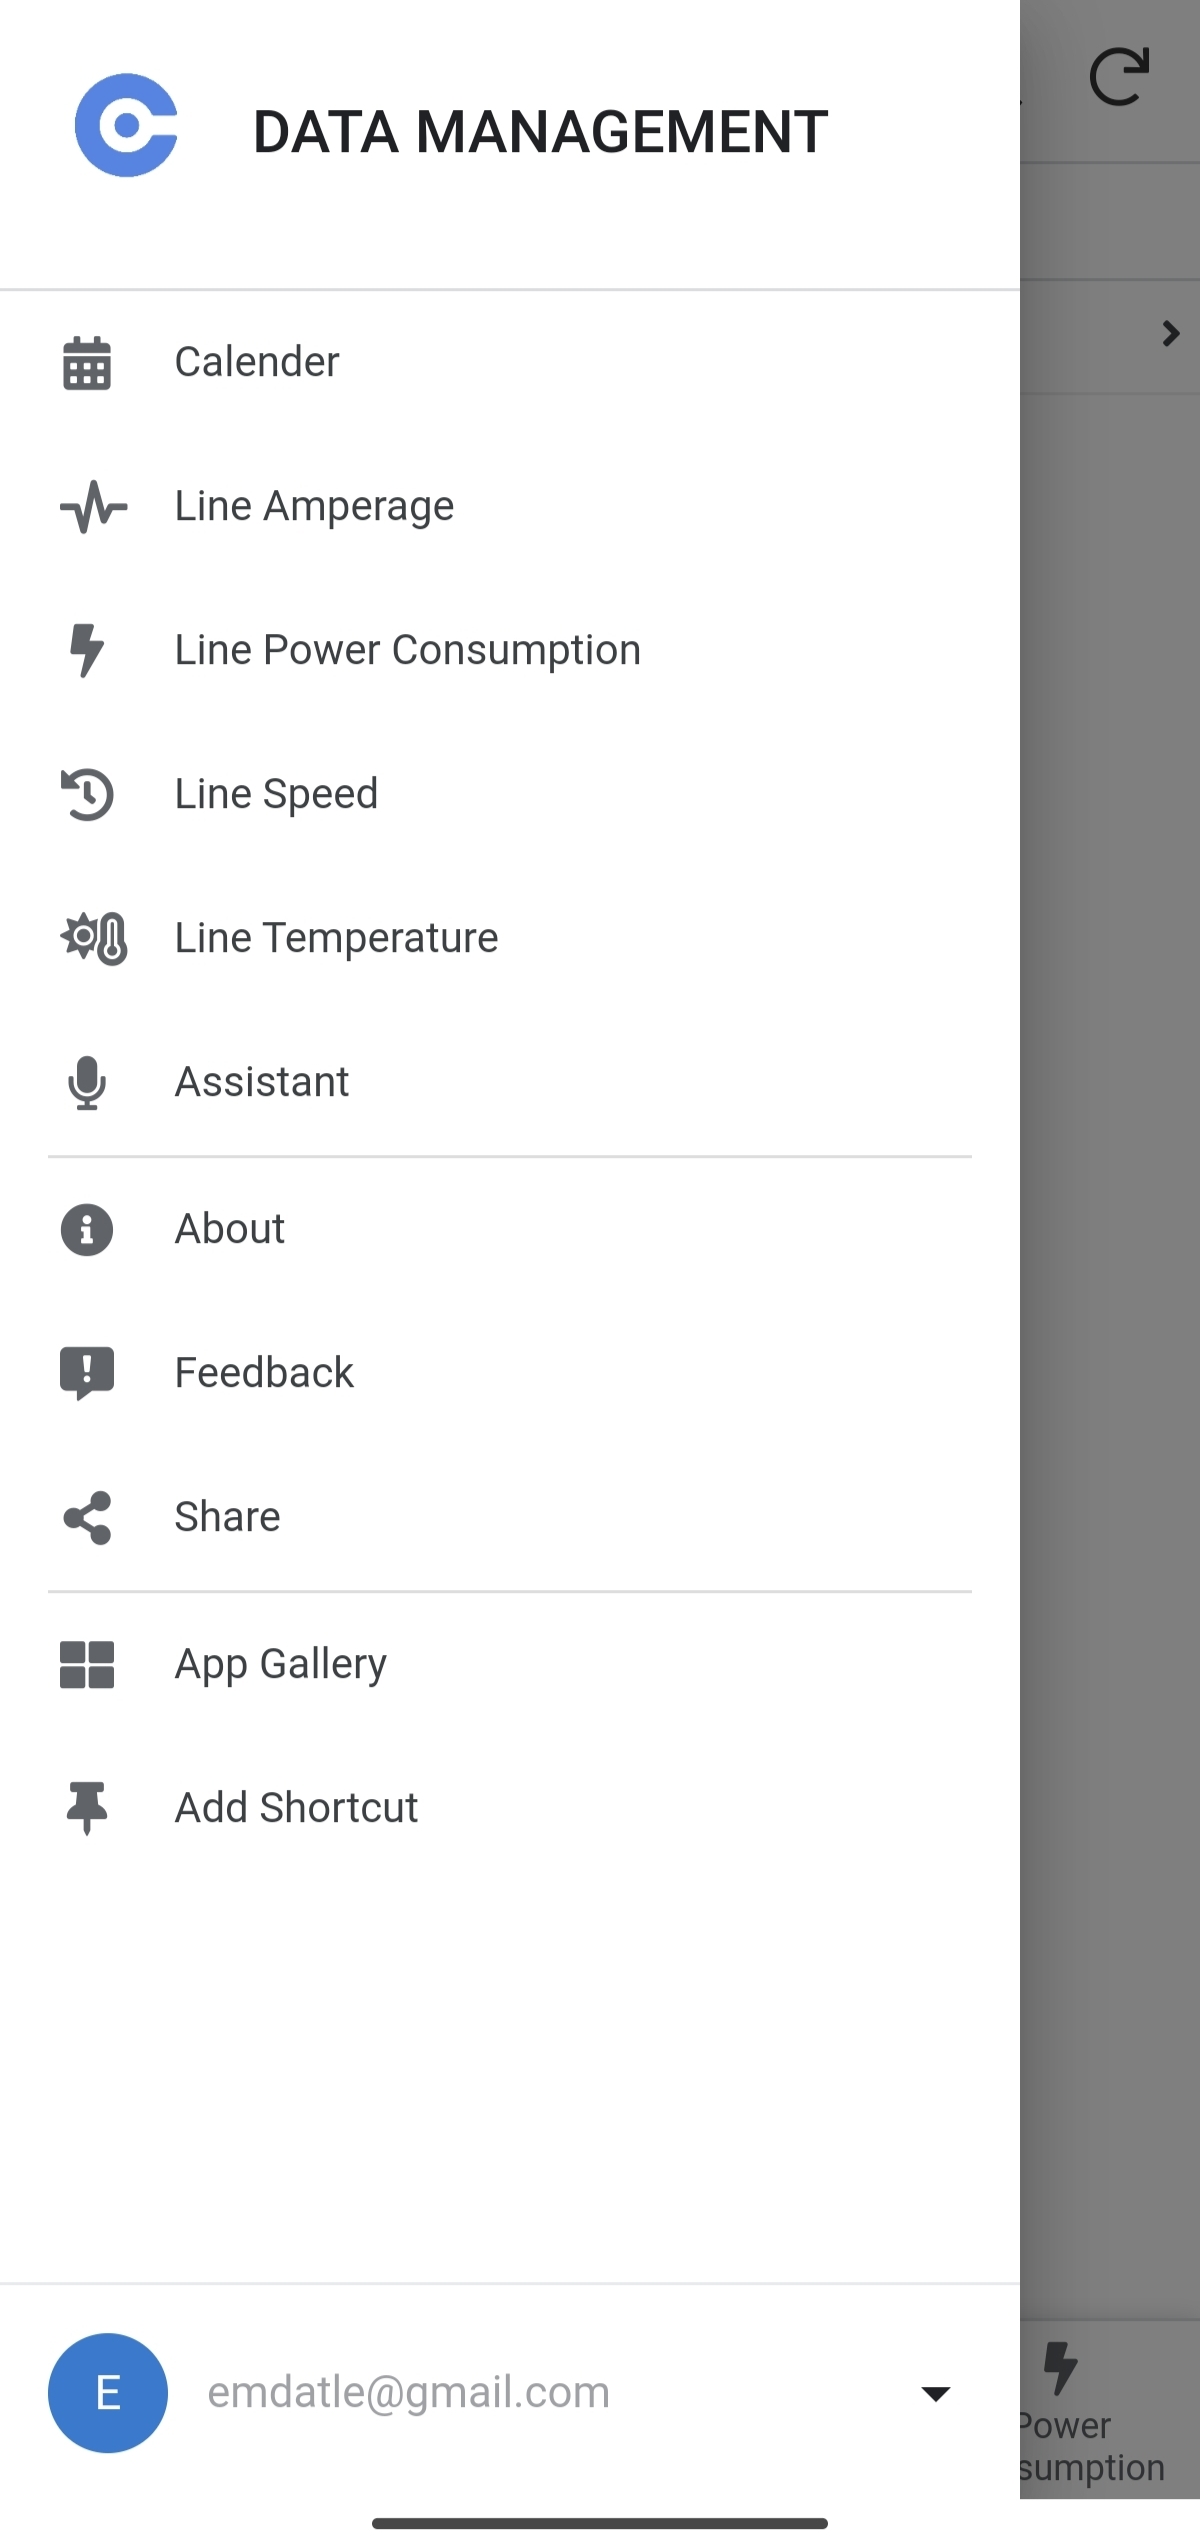 DATA MANAGEMENT
Calender
Line Amperage
Line Power Consumption
Line Speed
Line Temperature
Assistant
About
Feedback
Share
App Gallery
Add Shortcut
E
emdatle@gmail.com
Power
sumption